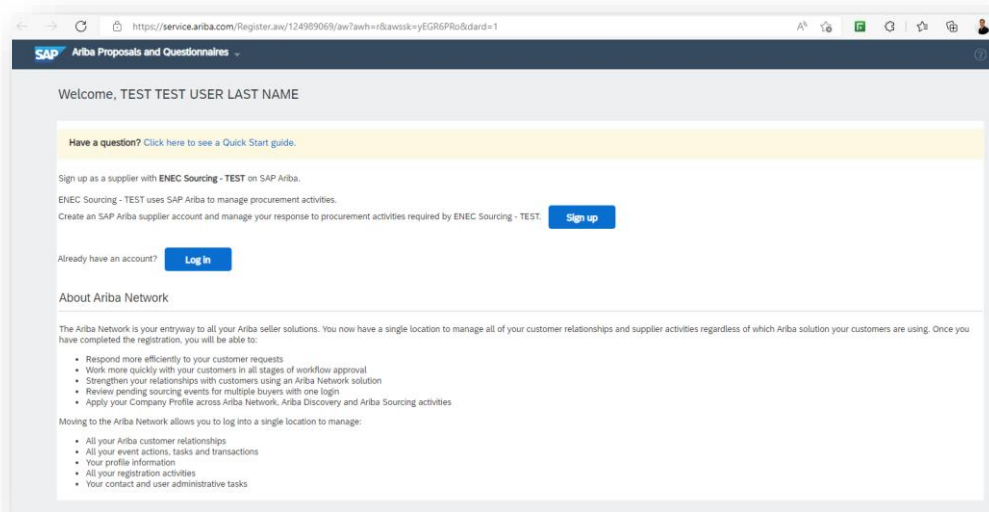 https://service.ariba.com/Register.aw/124989069/aw?awh=r&awssk=yEGR6PRo&dard=1
SAP Ariba Proposals and Questionnaires
Welcome, TEST TEST USER LAST NAME
Have a question? Click here to see a Quick Start guide.
Sign up as a supplier with ENEC Sourcing - TEST on SAP Ariba.
ENEC Sourcing - TEST uses SAP Ariba to manage procurement activities.
Create an SAP Ariba supplier account and manage your response to procurement activities required by ENEC Sourcing - TEST. Sign up
Already have an account? Log in
About Ariba Network
The Ariba Network is your entryway to all your Ariba seller solutions. You now have a single location to manage all of your customer relationships and supplier activities regardless of which Ariba solution your customers are using. Once you
have completed the registration, you will be able to:
• Respond more efficiently to your customer requests
• Work more quickly with your customers in all stages of workflow approval
• Strengthen your relationships with customers using an Ariba Network solution
• Review pending sourcing events for multiple buyers with one login
• Apply your Company Profile across Ariba Network, Ariba Discovery and Ariba Sourcing activities
Moving to the Ariba Network allows you to log into a single location to manage:
• All your Ariba customer relationships
• All your event actions, tasks and transactions
• Your profile information
• All your registration activities
• Your contact and user administrative tasks